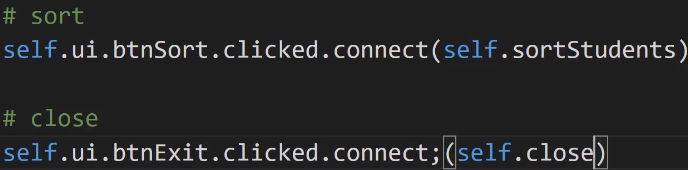 # sort
self.ui.btnSort.clicked.connect(self.sortStudents)
# close
self.ui.btnExit.clicked.connect;(self.close)